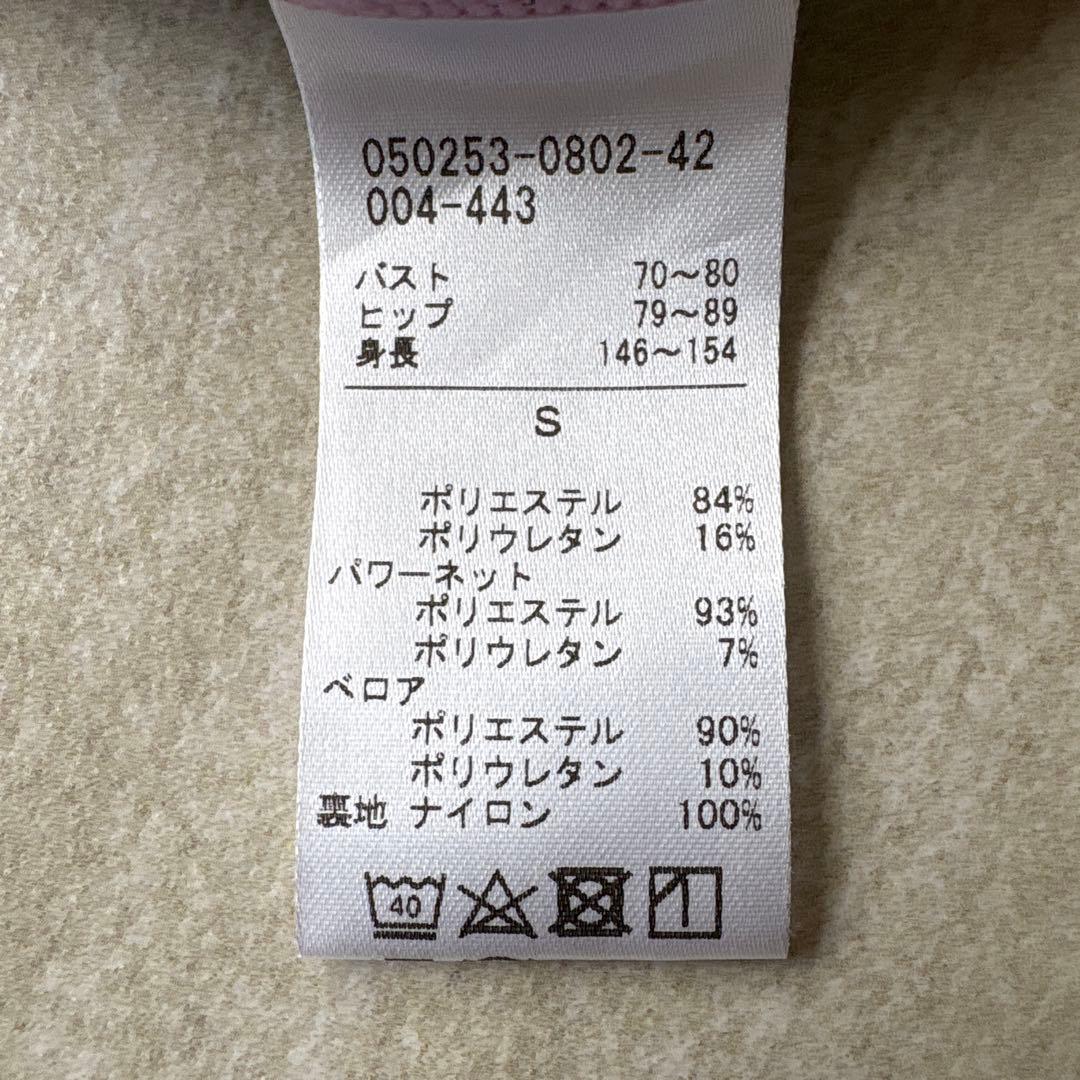 050253-0802-42
004-443
バスト 70～80
ヒップ 79～89
身長 146～154
S
ポリエステル 84%
ポリウレタン 16%
パワーネット
ポリエステル 93%
ポリウレタン 7%
ベロア
ポリエステル 90%
ポリウレタン 10%
裏地 ナイロン 100%
40